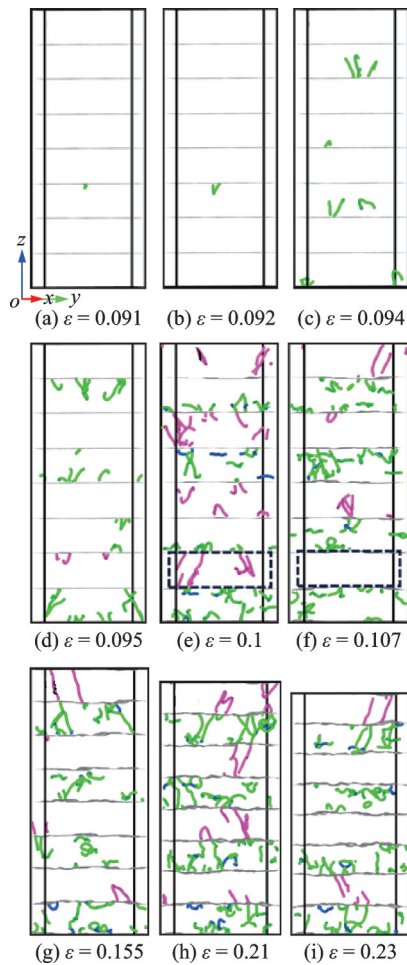 z
o x y
(a) ε = 0.091 (b) ε = 0.092 (c) ε = 0.094
(d) ε = 0.095 (e) ε = 0.1 (f) ε = 0.107
(g) ε = 0.155 (h) ε = 0.21 (i) ε = 0.23